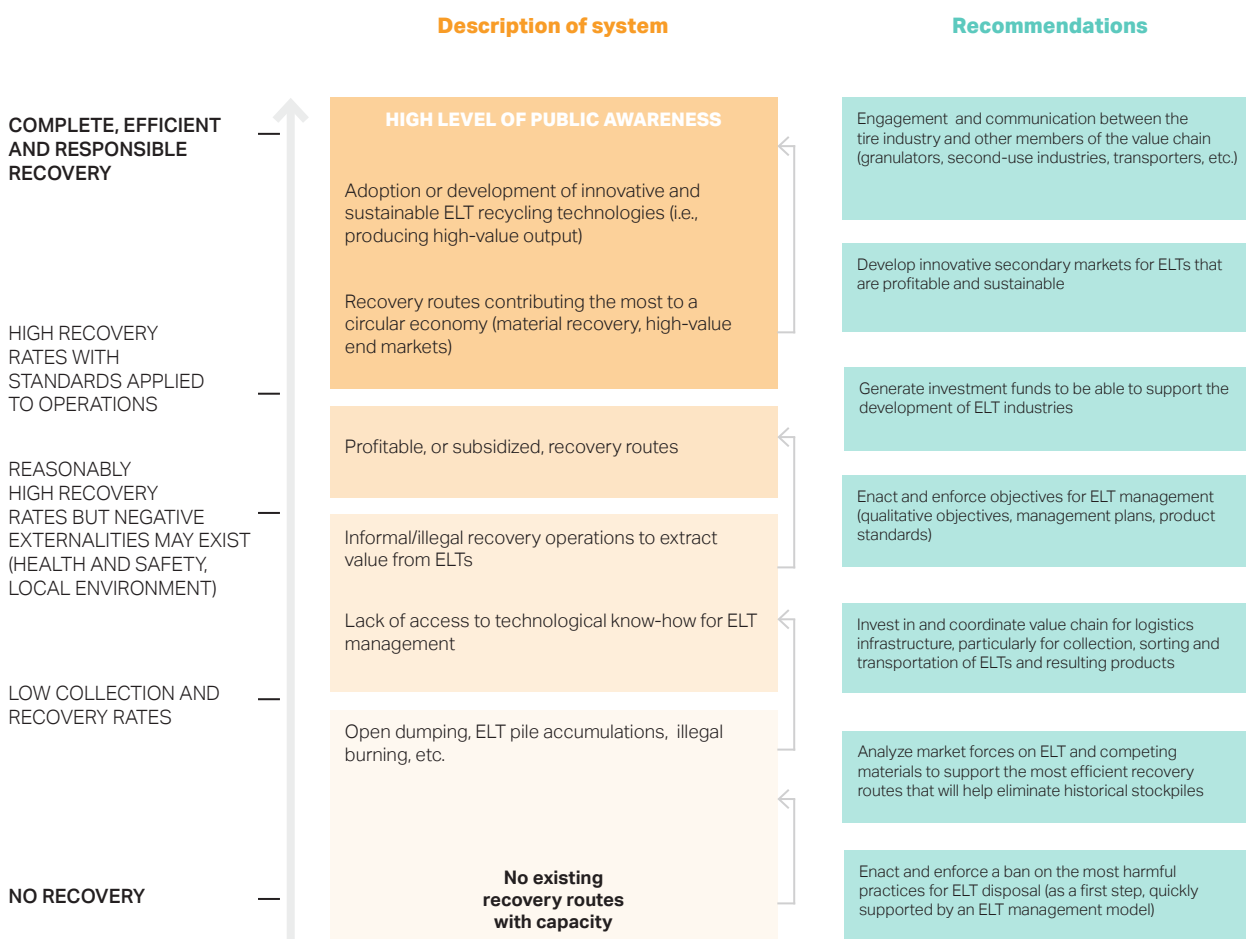 Description of system
Recommendations
COMPLETE, EFFICIENT
AND RESPONSIBLE
RECOVERY
HIGH RECOVERY
RATES WITH
STANDARDS APPLIED
TO OPERATIONS
REASONABLY
HIGH RECOVERY
RATES BUT NEGATIVE
EXTERNALITIES MAY EXIST
(HEALTH AND SAFETY,
LOCAL ENVIRONMENT)
LOW COLLECTION AND
RECOVERY RATES
NO RECOVERY
HIGH LEVEL OF PUBLIC AWARENESS
Adoption or development of innovative and
sustainable ELT recycling technologies (i.e.,
producing high-value output)
Recovery routes contributing the most to a
circular economy (material recovery, high-value
end markets)
Profitable, or subsidized, recovery routes
Informal/illegal recovery operations to extract
value from ELTs
Lack of access to technological know-how for ELT
management
Open dumping, ELT pile accumulations, illegal
burning, etc.
No existing
recovery routes
with capacity
Engagement and communication between the
tire industry and other members of the value chain
(granulators, second-use industries, transporters, etc.)
Develop innovative secondary markets for ELTs that
are profitable and sustainable
Generate investment funds to be able to support the
development of ELT industries
Enact and enforce objectives for ELT management
(qualitative objectives, management plans, product
standards)
Invest in and coordinate value chain for logistics
infrastructure, particularly for collection, sorting and
transportation of ELTs and resulting products
Analyze market forces on ELT and competing
materials to support the most efficient recovery
routes that will help eliminate historical stockpiles
Enact and enforce a ban on the most harmful
practices for ELT disposal (as a first step, quickly
supported by an ELT management model)